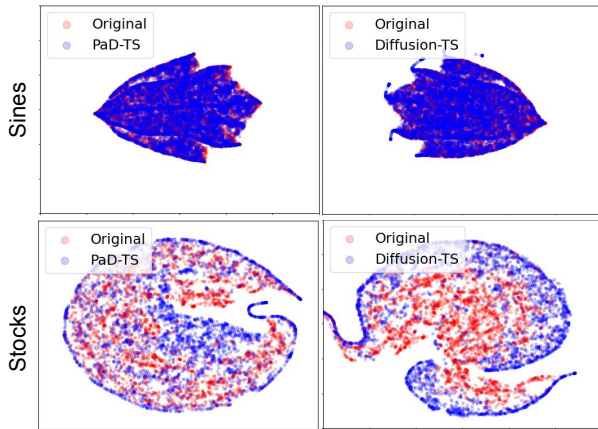 Sines
Original
PaD-TS
Original
Diffusion-TS
Stocks
Original
PaD-TS
Original
Diffusion-TS